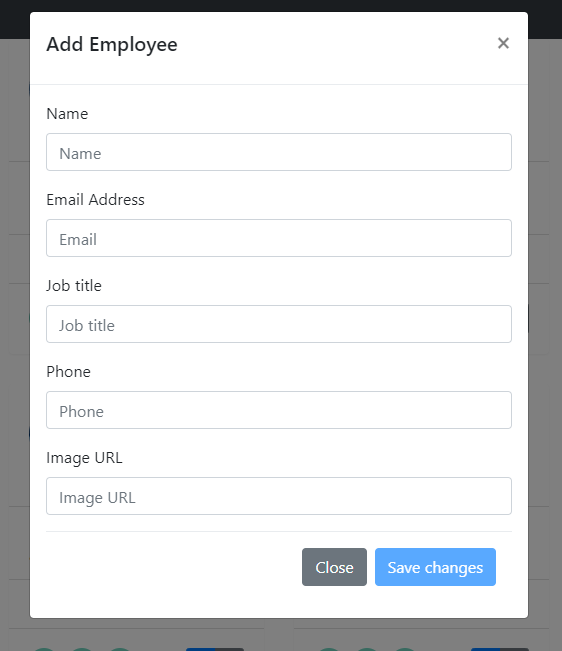 Add Employee ×
Name
Name
Email Address
Email
Job title
Job title
Phone
Phone
Image URL
Image URL
Close Save changes